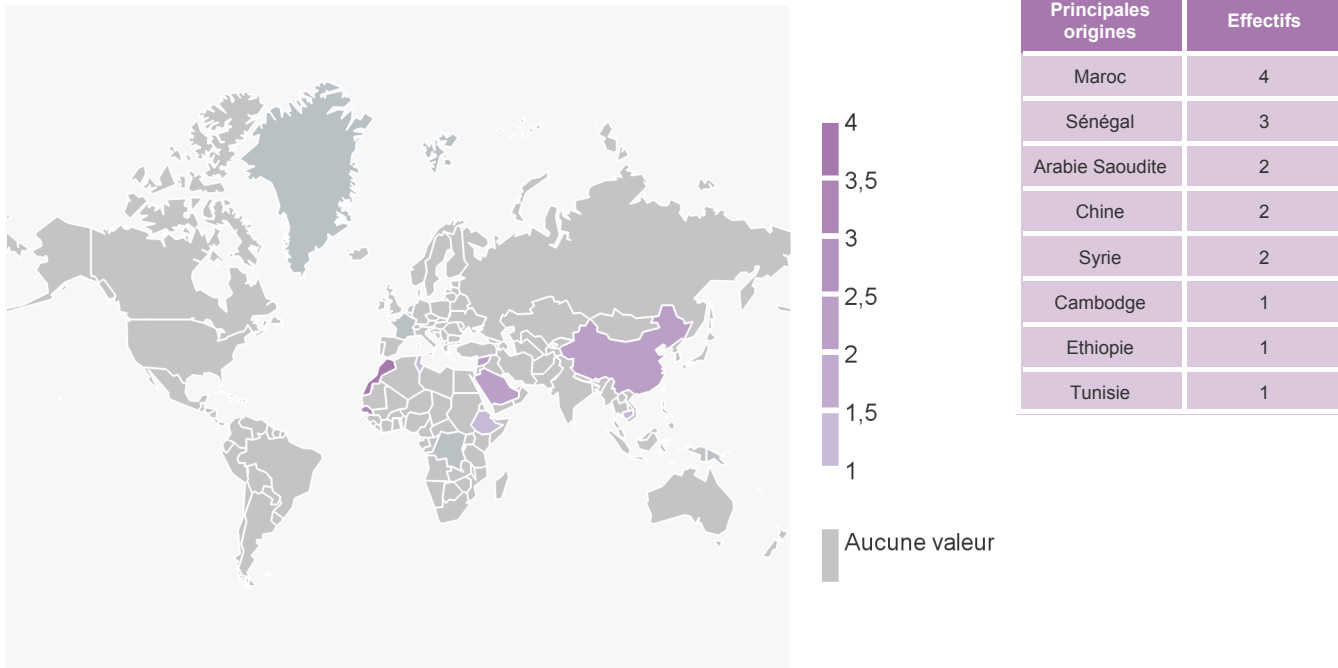 4
3,5
3
2,5
2
1,5
1
Aucune valeur
Principales
origines
Effectifs
Maroc 4
Sénégal 3
Arabie Saoudite 2
Chine 2
Syrie 2
Cambodge 1
Ethiopie 1
Tunisie 1